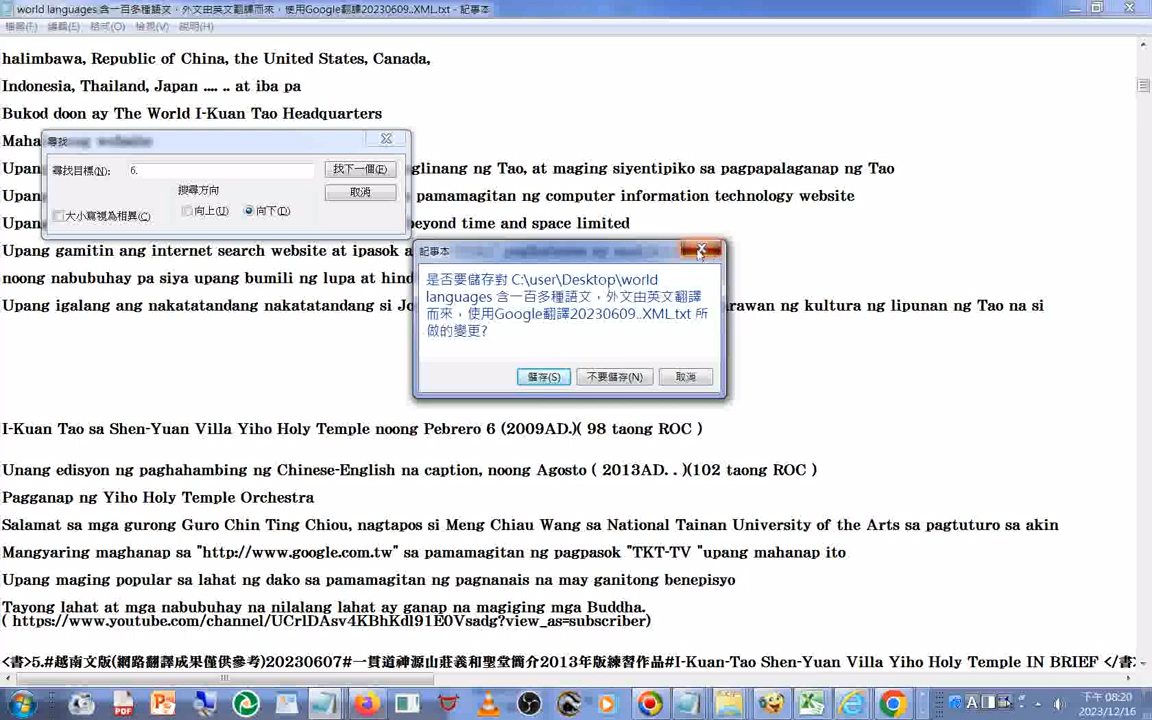 world languages 含一百多種語文，外文由英文翻譯而來，使用Google翻譯20230609..XML.txt - 記事本
檔案(F) 編輯(E) 格式(O) 檢視(V) 說明(H)
halimbawa, Republic of China, the United States, Canada,
Indonesia, Thailand, Japan .... .. at iba pa
Bukod doon ay The World I-Kuan Tao Headquarters
Maha
尋找
Upan
glinang ng Tao, at maging siyentipiko sa pagpapalaganap ng Tao
尋找目標(N): 6.
找下一個(F)
搜尋方向
取消
Upan
pamamagitan ng computer information technology website
大小寫視為相異(C)
向上(U) 向下(D)
Upan
eyond time and space limited
Upang gamitin ang internet search website at ipasok a
noong nabubuhay pa siya upang bumili ng lupa at hind
Upang igalang ang nakatatandang nakatatandang si Jo
rawan ng kultura ng lipunan ng Tao na si
記事本
是否要儲存對 C:\user\Desktop\world
languages 含一百多種語文，外文由英文翻譯
而來，使用Google翻譯20230609..XML.txt 所
做的變更?
儲存(S) 不要儲存(N) 取消
I-Kuan Tao sa Shen-Yuan Villa Yiho Holy Temple noong Pebrero 6 (2009AD.)( 98 taong ROC )
Unang edisyon ng paghahambing ng Chinese-English na caption, noong Agosto ( 2013AD. . )(102 taong ROC )
Pagganap ng Yiho Holy Temple Orchestra
Salamat sa mga gurong Guro Chin Ting Chiou, nagtapos si Meng Chiau Wang sa National Tainan University of the Arts sa pagtuturo sa akin
Mangyaring maghanap sa "http://www.google.com.tw" sa pamamagitan ng pagpasok "TKT-TV "upang mahanap ito
Upang maging popular sa lahat ng dako sa pamamagitan ng pagnanais na may ganitong benepisyo
Tayong lahat at mga nabubuhay na nilalang lahat ay ganap na magiging mga Buddha.
( https://www.youtube.com/channel/UCrlDAsv4KBhKdl91E0Vsadg?view_as=subscriber)
<書>5.#越南文版(網路翻譯成果僅供參考)20230607#一貫道神源山莊義和聖堂簡介2013年版練習作品#I-Kuan-Tao Shen-Yuan Villa Yiho Holy Temple IN BRIEF </書>
下午 08:20
2023/12/16